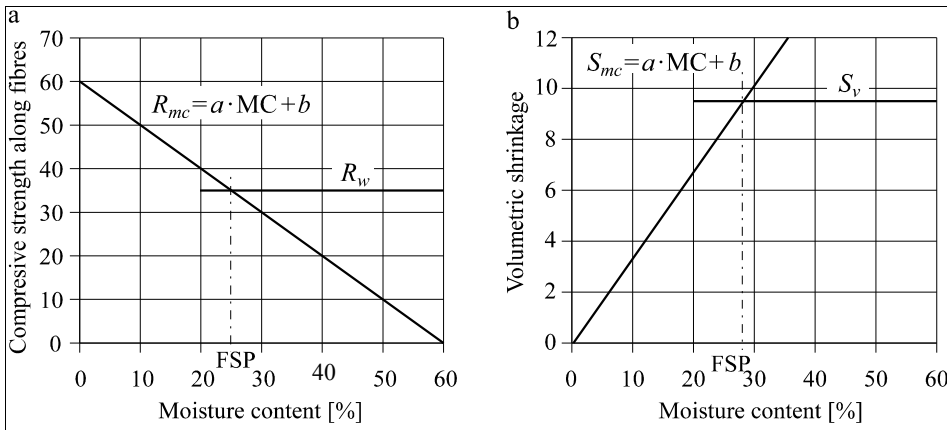 a
Compresive strength along fibres
70
60
50
40
30
20
10
0
R_mc=a·MC+b
R_w
FSP
0 10 20 30 40 50 60
Moisture content [%]
b
Volumetric shrinkage
12
10
8
6
4
2
0
S_mc=a·MC+b
S_v
FSP
0 10 20 30 40 50 60
Moisture content [%]